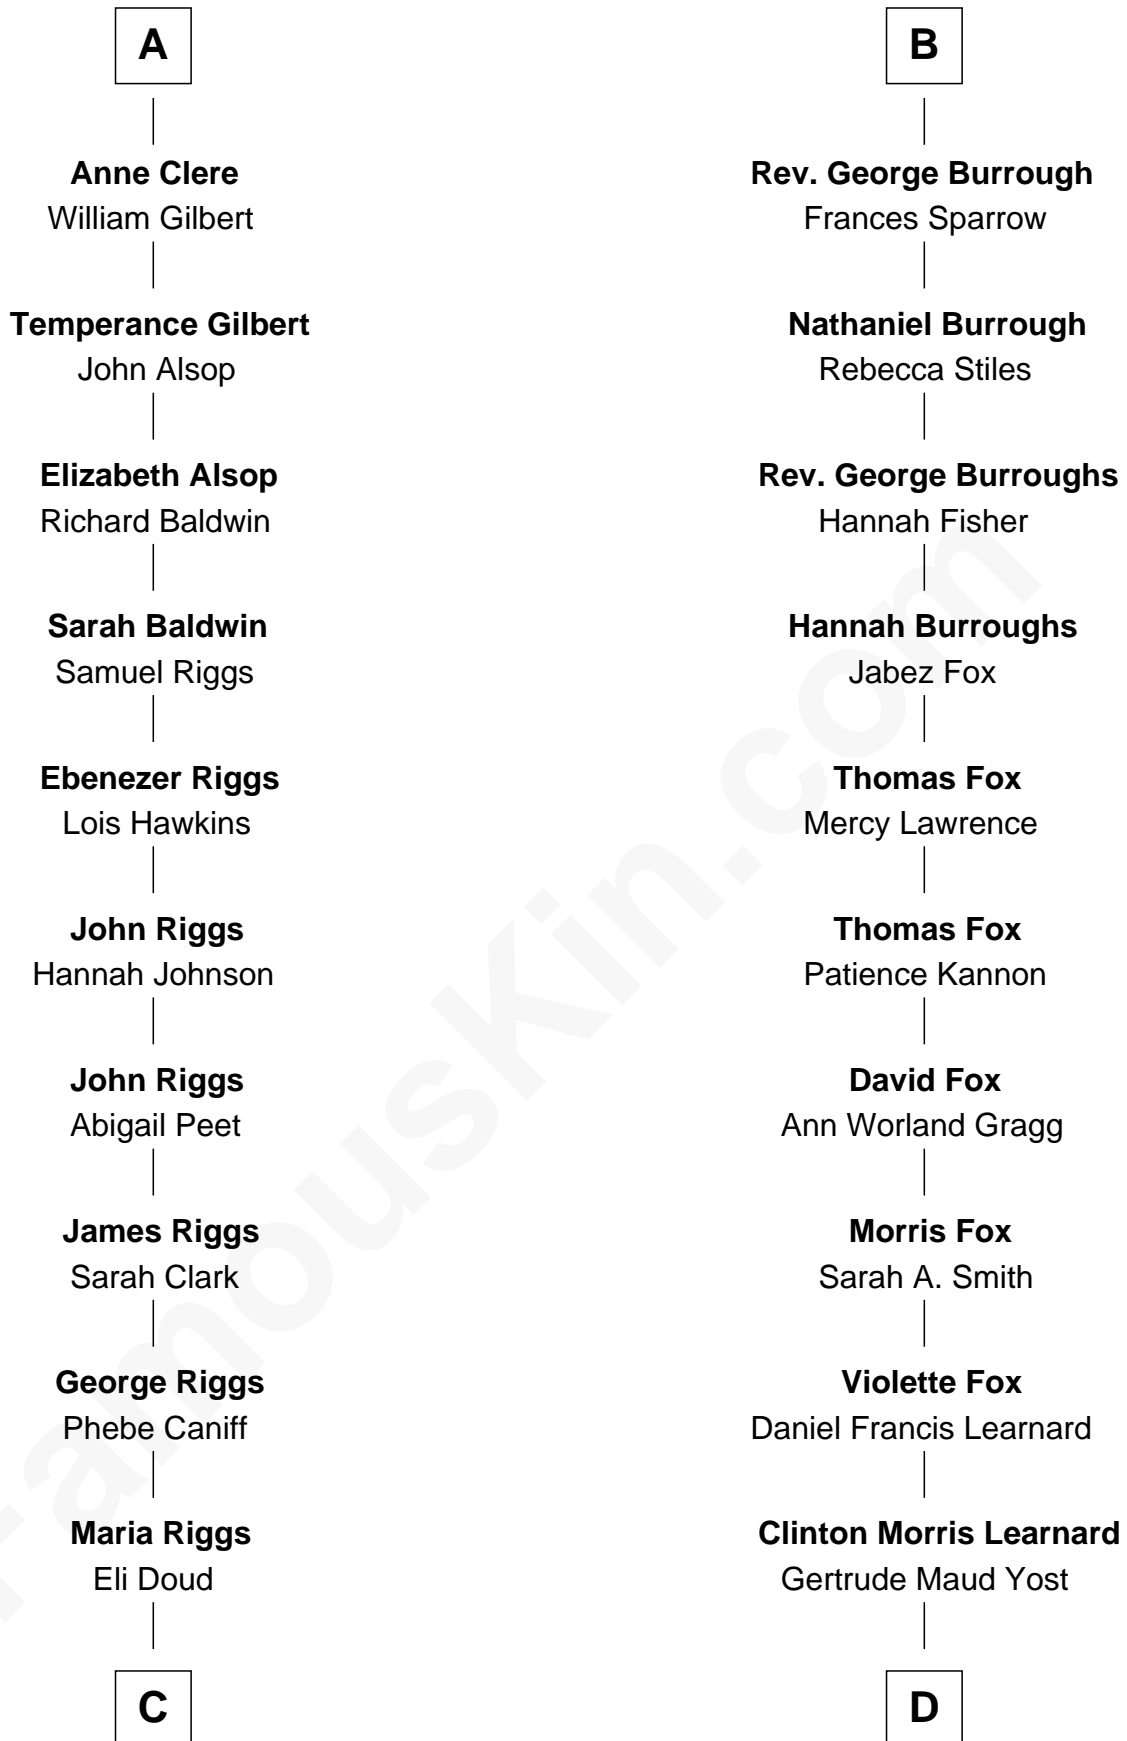 A
Anne Clere
William Gilbert
Temperance Gilbert
John Alsop
Elizabeth Alsop
Richard Baldwin
Sarah Baldwin
Samuel Riggs
Ebenezer Riggs
Lois Hawkins
John Riggs
Hannah Johnson
John Riggs
Abigail Peet
James Riggs
Sarah Clark
George Riggs
Phebe Caniff
Maria Riggs
Eli Doud
C
B
Rev. George Burrough
Frances Sparrow
Nathaniel Burrough
Rebecca Stiles
Rev. George Burroughs
Hannah Fisher
Hannah Burroughs
Jabez Fox
Thomas Fox
Mercy Lawrence
Thomas Fox
Patience Kannon
David Fox
Ann Worland Gragg
Morris Fox
Sarah A. Smith
Violette Fox
Daniel Francis Learnard
Clinton Morris Learnard
Gertrude Maud Yost
D
FamousKin.com